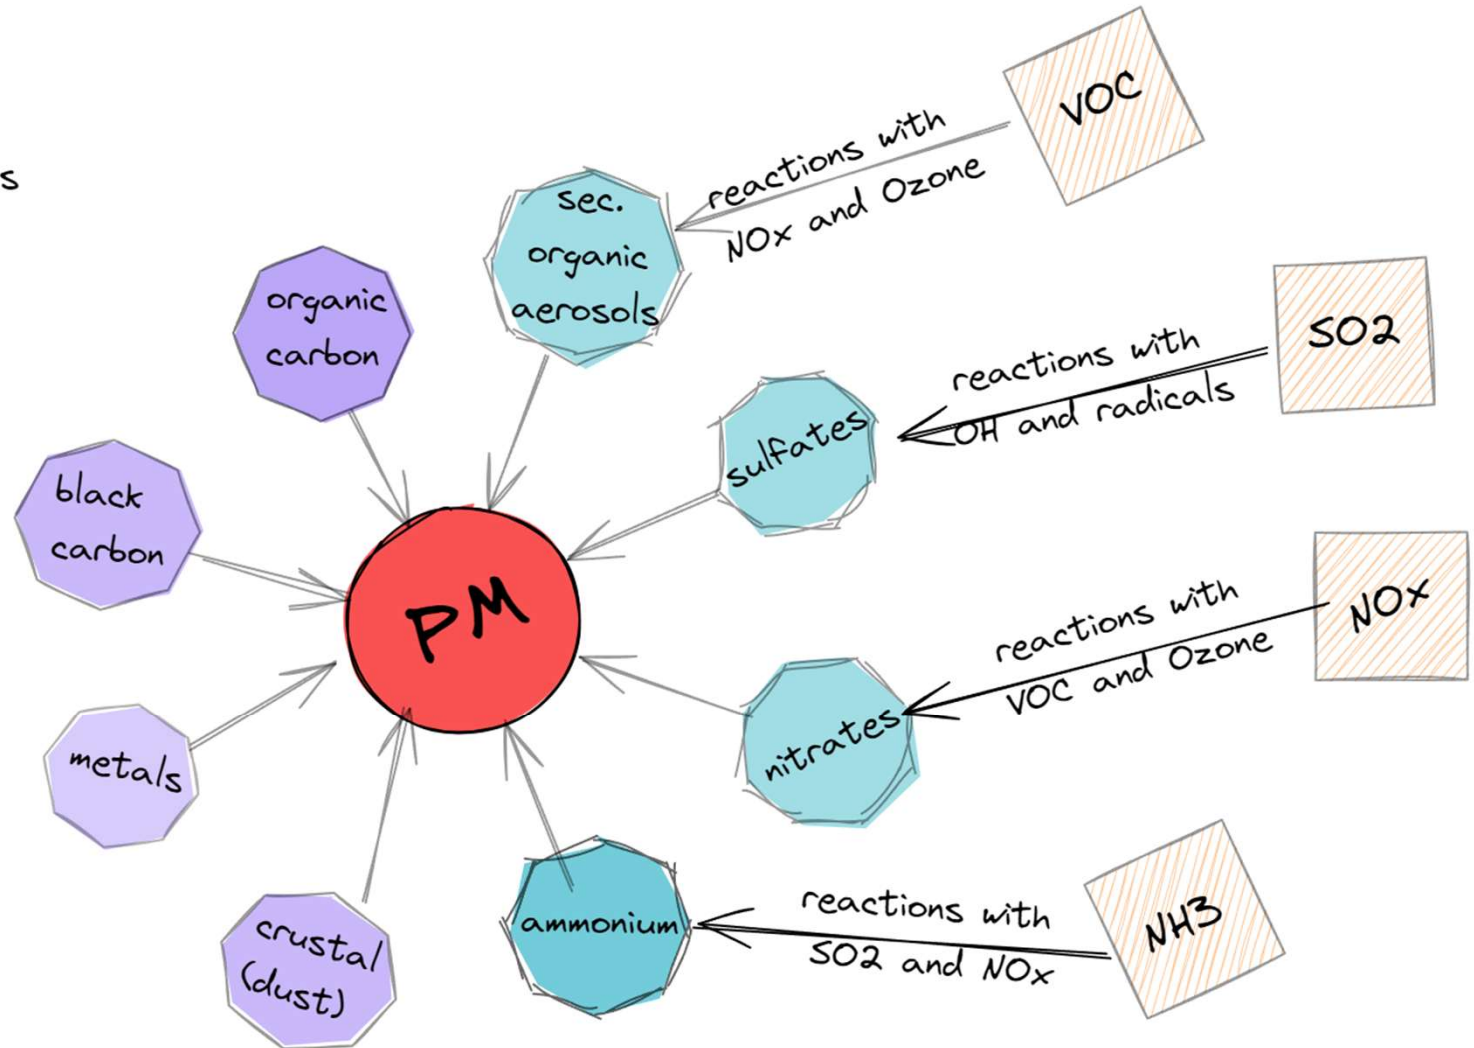 s
VOC
reactions with
NOx and Ozone
sec.
organic
aerosols
organic
carbon
SO2
reactions with
OH and radicals
sulfates
black
carbon
PM
NOx
reactions with
VOC and Ozone
nitrates
metals
NH3
reactions with
SO2 and NOx
ammonium
crustal
(dust)